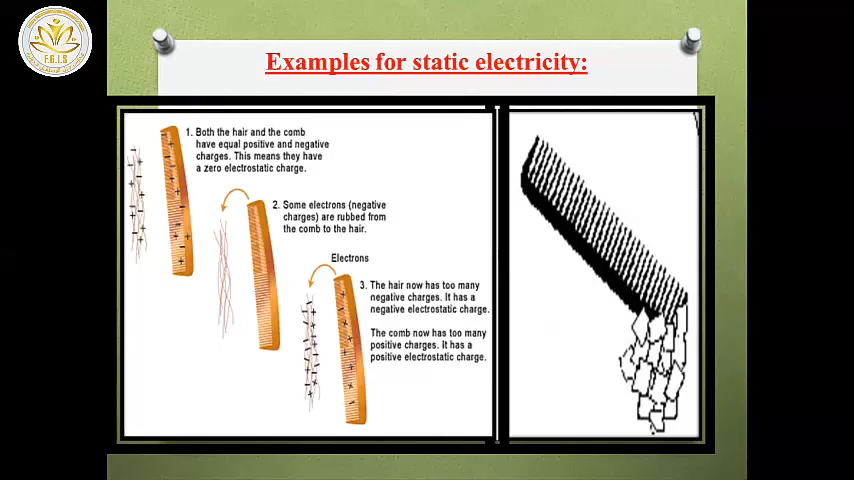 F.G.I.S
Examples for static electricity:
1. Both the hair and the comb
have equal positive and negative
charges. This means they have
a zero electrostatic charge.
2. Some electrons (negative
charges) are rubbed from
the comb to the hair.
Electrons
3. The hair now has too many
negative charges. It has a
negative electrostatic charge.
The comb now has too many
positive charges. It has a
positive electrostatic charge.